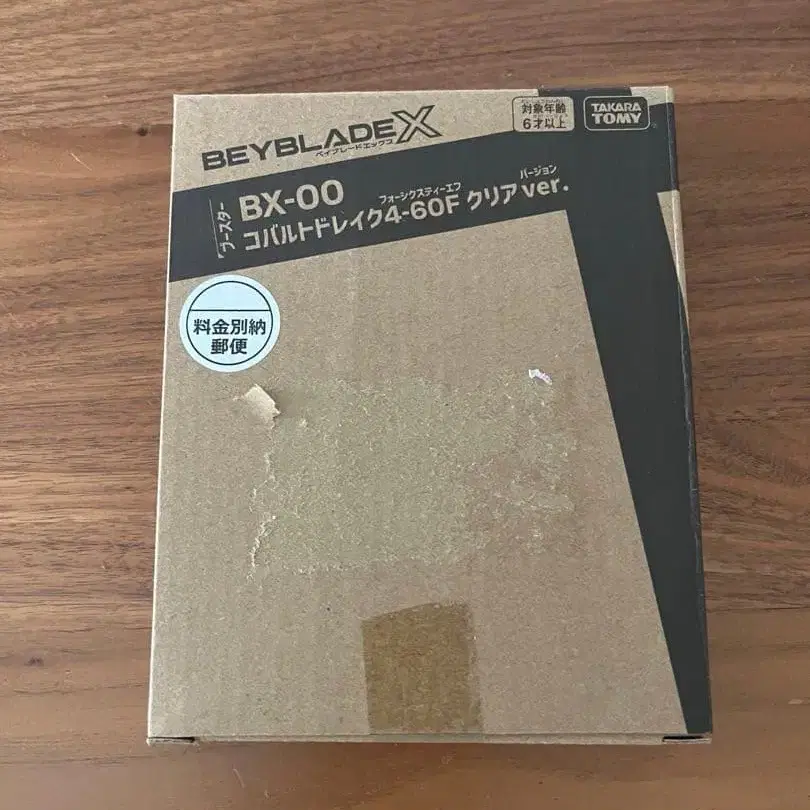 BEYBLADE X
ベイブレードエックス
対象年齢
6才以上
TAKARA
TOMY
ブースター
BX-00
フォーシックスティーエフ
バージョン
コバルトドレイク4-60F クリアver.
料金別納
郵便